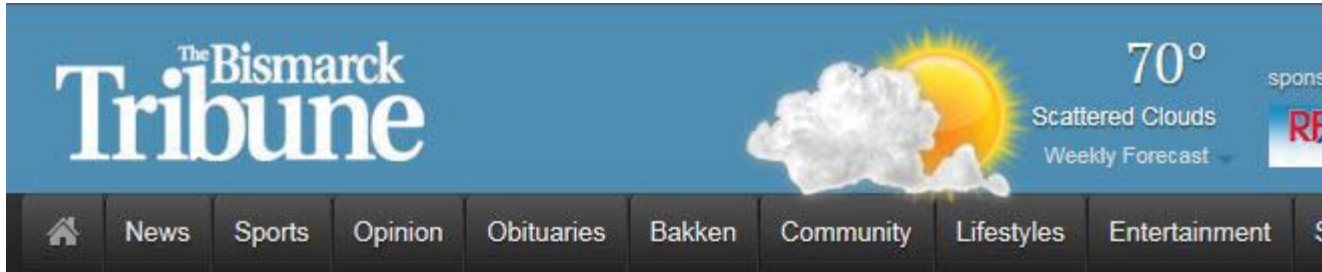 The Bismarck
Tribune
70°
Scattered Clouds
Weekly Forecast
News Sports Opinion Obituaries Bakken Community Lifestyles Entertainment